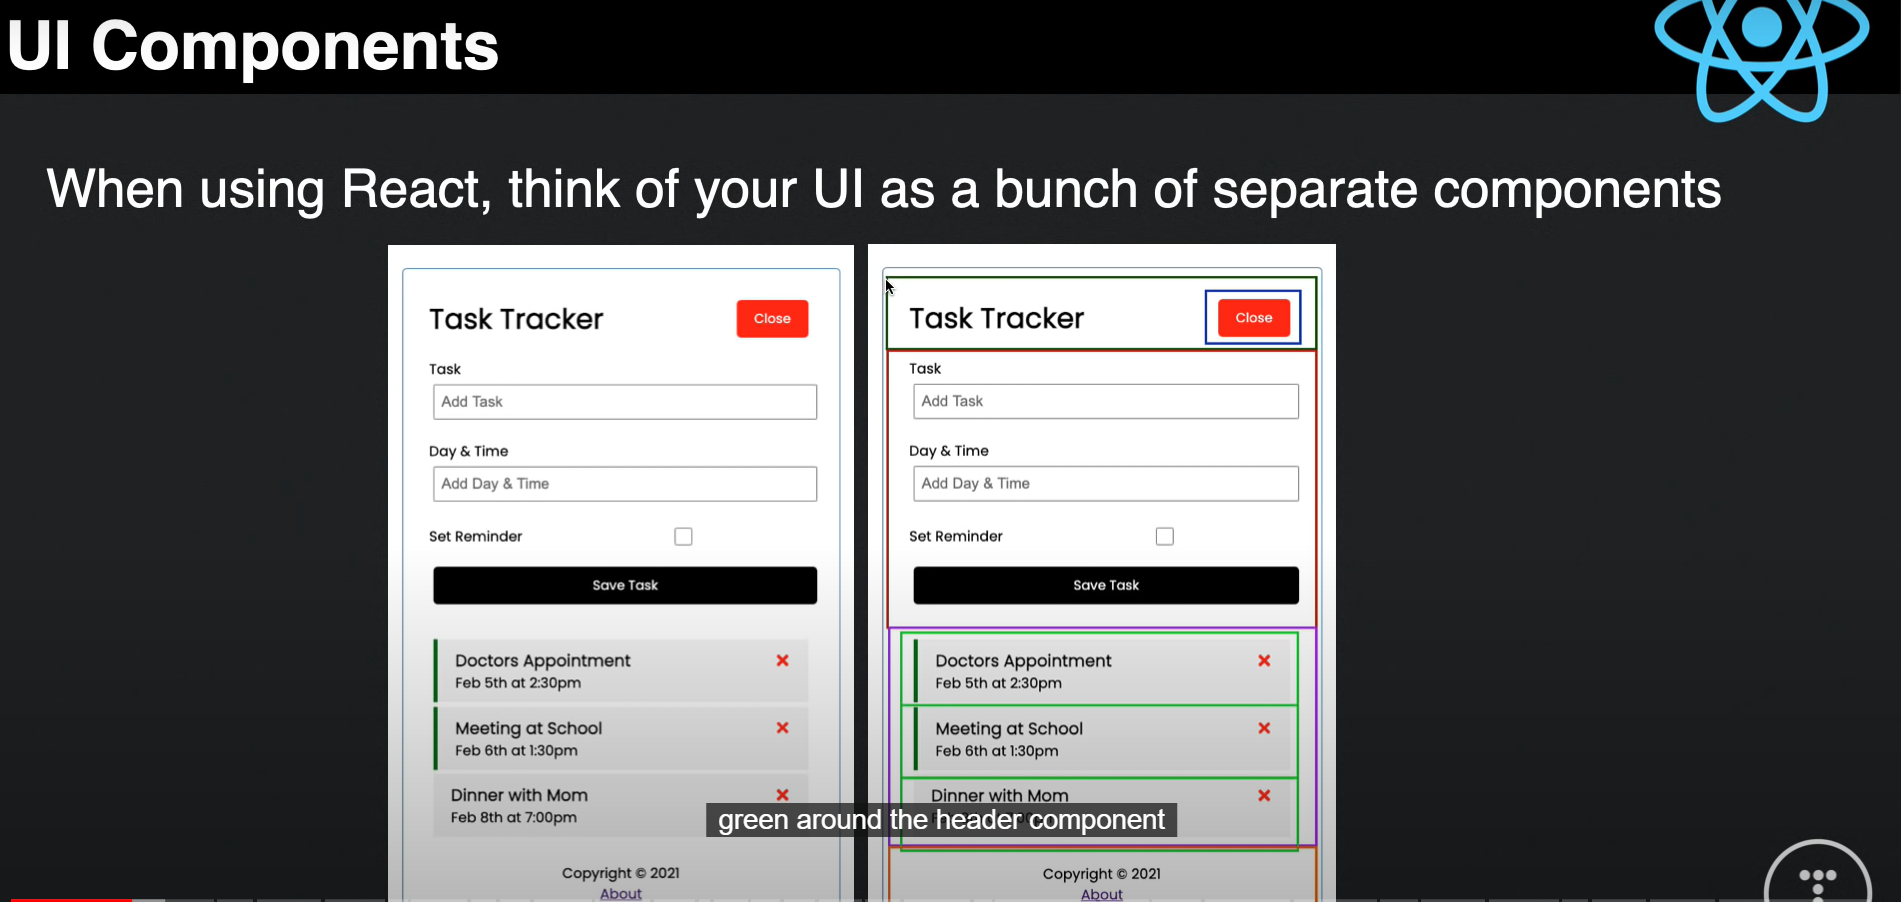 UI Components
When using React, think of your UI as a bunch of separate components
Task Tracker
Close
Task
Add Task
Day & Time
Add Day & Time
Set Reminder
Save Task
Doctors Appointment
Feb 5th at 2:30pm
Meeting at School
Feb 6th at 1:30pm
Dinner with Mom
Feb 8th at 7:00pm
Copyright © 2021
About
Task Tracker
Close
Task
Add Task
Day & Time
Add Day & Time
Set Reminder
Save Task
Doctors Appointment
Feb 5th at 2:30pm
Meeting at School
Feb 6th at 1:30pm
Dinner with Mom
Copyright © 2021
About
green around the header component